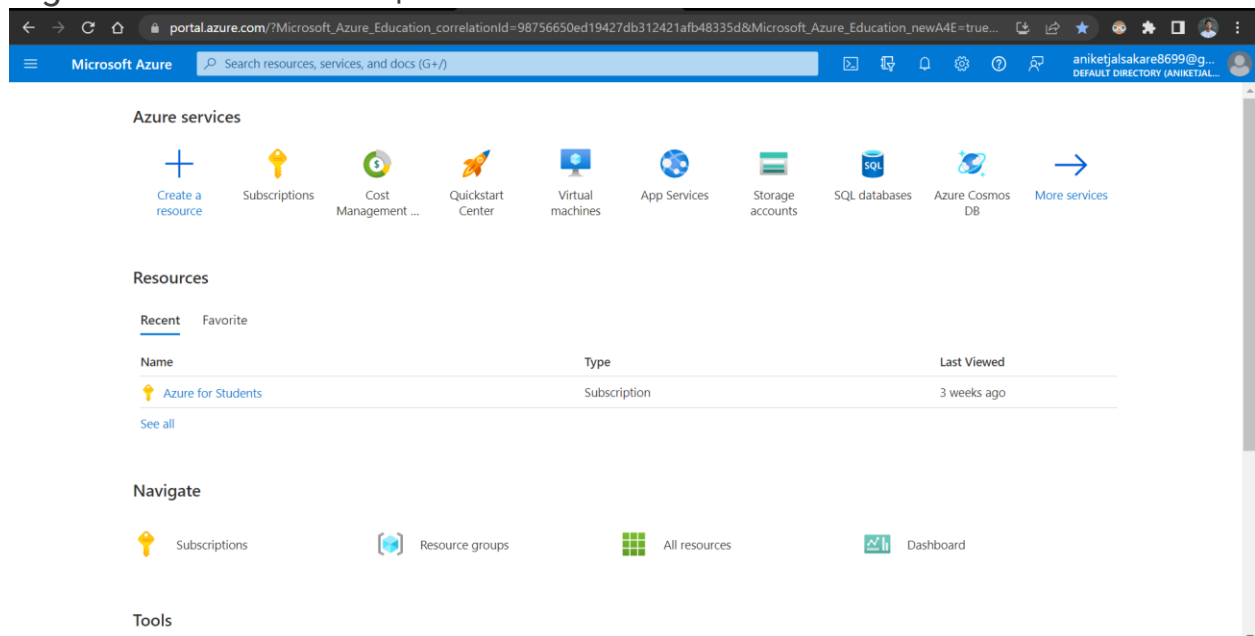 portal.azure.com/?Microsoft_Azure_Education_correlationId=98756650ed19427db312421afb48335d&Microsoft_Azure_Education_newA4E=true...
Microsoft Azure
Search resources, services, and docs (G+/)
aniketjalsakare8699@g...
DEFAULT DIRECTORY (ANIKETJAL...
Azure services
Create a resource
Subscriptions
Cost Management ...
Quickstart Center
Virtual machines
App Services
Storage accounts
SQL
SQL databases
Azure Cosmos DB
More services
Resources
Recent Favorite
Name Type Last Viewed
Azure for Students Subscription 3 weeks ago
See all
Navigate
Subscriptions Resource groups All resources Dashboard
Tools